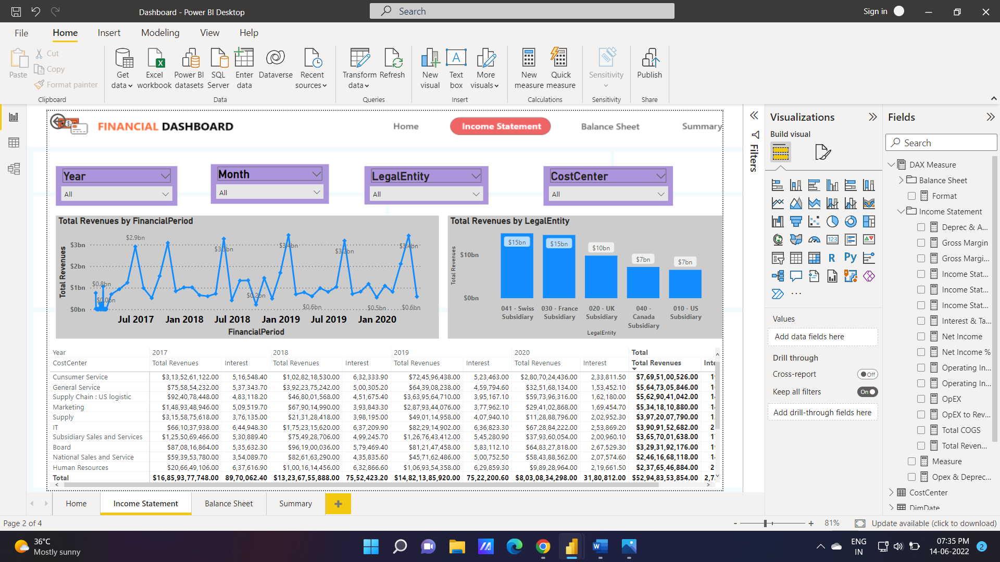 Dashboard - Power BI Desktop
Search
Sign in
File Home Insert Modeling View Help
Paste
Cut
Copy
Format painter
Clipboard
Get data
Excel workbook
Power BI datasets
SQL Server
Enter data
Dataverse
Recent sources
Data
Transform data
Refresh
Queries
New visual
Text box
More visuals
Insert
New measure
Quick measure
Calculations
Sensitivity
Sensitivity
Publish
Share
FINANCIAL DASHBOARD
Home
Income Statement
Balance Sheet
Summary
Year
All
Month
All
LegalEntity
All
CostCenter
All
Total Revenues by FinancialPeriod
Total Revenues
$3bn
$2bn
$1bn
$0bn
$0.8bn
$0.0bn
$2.9bn
$3.3bn
$0.2bn
$3.4bn
$0.6bn
$3.2bn
$0.5bn
$3.4bn
$0.6bn
Jul 2017 Jan 2018 Jul 2018 Jan 2019 Jul 2019 Jan 2020
FinancialPeriod
Total Revenues by LegalEntity
Total Revenues
$10bn
$0bn
$15bn $15bn $10bn $7bn $7bn
041 - Swiss Subsidiary
030 - France Subsidiary
020 - UK Subsidiary
040 - Canada Subsidiary
010 - US Subsidiary
LegalEntity
Year 2017 2018 2019 2020 Total
CostCenter Total Revenues Interest Total Revenues Interest Total Revenues Interest Total Revenues Interest Total Revenues Inte
Cunsumer Service $3,13,52,61,122.00 5,16,548.40 $1,02,82,18,530.00 6,32,333.90 $72,45,96,438.00 5,23,463.00 $2,80,70,24,436.00 2,33,811.50 $7,69,51,00,526.00 1
General Service $75,58,54,232.00 5,37,343.70 $3,92,23,75,242.00 5,00,305.20 $64,39,08,238.00 4,59,794.60 $32,51,68,134.00 1,53,452.10 $5,64,73,05,846.00 1
Supply Chain : US logistic $92,40,78,448.00 4,83,118.20 $46,80,01,568.00 4,51,675.40 $3,63,95,64,710.00 3,95,167.10 $59,73,96,316.00 1,62,180.00 $5,62,90,41,042.00 1
Marketing $1,48,93,48,946.00 5,09,519.70 $67,90,14,990.00 3,93,843.30 $2,87,93,44,076.00 3,77,962.10 $29,41,02,868.00 1,69,454.70 $5,34,18,10,880.00 1
Supply $3,15,58,75,618.00 3,76,135.00 $21,31,28,418.00 3,98,195.00 $49,01,14,958.00 4,07,940.10 $11,28,88,796.00 2,02,952.30 $3,97,20,07,790.00 1
IT $66,10,37,938.00 6,44,948.30 $1,75,23,15,620.00 6,37,209.90 $82,29,14,902.00 6,36,823.30 $67,28,84,222.00 2,53,869.20 $3,90,91,52,682.00 2
Subsidiary Sales and Services $1,25,50,69,466.00 5,30,889.40 $75,49,28,706.00 4,99,245.70 $1,26,76,43,412.00 5,45,280.90 $37,93,60,054.00 2,00,960.10 $3,65,70,01,638.00 1
Board $87,08,16,864.00 5,35,632.30 $96,19,00,036.00 5,79,469.40 $81,21,47,458.00 5,83,112.10 $64,83,27,818.00 2,67,529.30 $3,29,31,92,176.00 1
National Sales and Service $59,39,53,780.00 3,54,089.70 $82,61,63,290.00 4,35,835.60 $45,71,62,486.00 5,00,752.50 $58,43,88,562.00 2,07,574.60 $2,46,16,68,118.00 1
Human Resources $20,66,49,106.00 6,37,616.90 $1,00,16,14,456.00 6,32,866.60 $1,06,93,54,358.00 6,29,859.30 $9,89,28,964.00 2,19,661.50 $2,37,65,46,884.00 2
Total $16,85,93,77,748.00 89,70,062.40 $13,23,67,55,888.00 75,52,423.20 $14,82,13,85,920.00 75,22,200.60 $8,03,08,34,298.00 31,80,812.00 $52,94,83,53,854.00 2,7
Filters
Visualizations
Build visual
Values
Add data fields here
Drill through
Cross-report
Off
Keep all filters
On
Add drill-through fields here
Fields
Search
DAX Measure
Balance Sheet
Format
Income Statement
Deprec & A...
Gross Margin
Gross Margi...
Income Stat...
Income Stat...
Income Stat...
Interest & Ta...
Net Income
Net Income %
Operating In...
Operating In...
OpEX
OpEX to Rev...
Total COGS
Total Reven...
Measure
Opex & Deprec...
CostCenter
DimDate
Home Income Statement Balance Sheet Summary +
Page 2 of 4
- + 81%
Update available (click to download)
36°C
Mostly sunny
ENG
IN
07:35 PM
14-06-2022
2